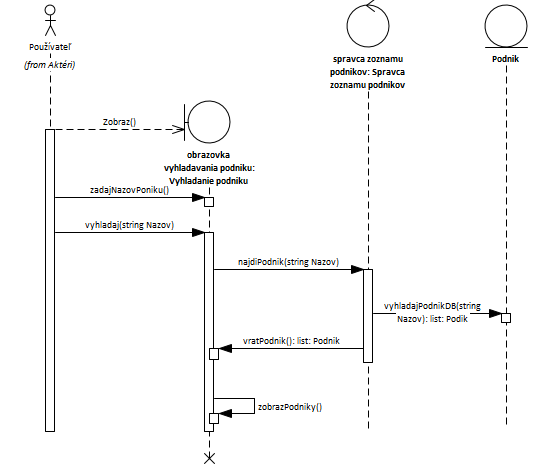 Používateľ
(from Aktéri)
spravca zoznamu
podnikov: Spravca
zoznamu podnikov
Podnik
Zobraz()
obrazovka
vyhladavania podniku:
Vyhladanie podniku
zadajNazovPoniku()
vyhladaj(string Nazov)
najdiPodnik(string Nazov)
vyhladajPodnikDB(string
Nazov): list: Podik
vratPodnik(): list: Podnik
zobrazPodniky()